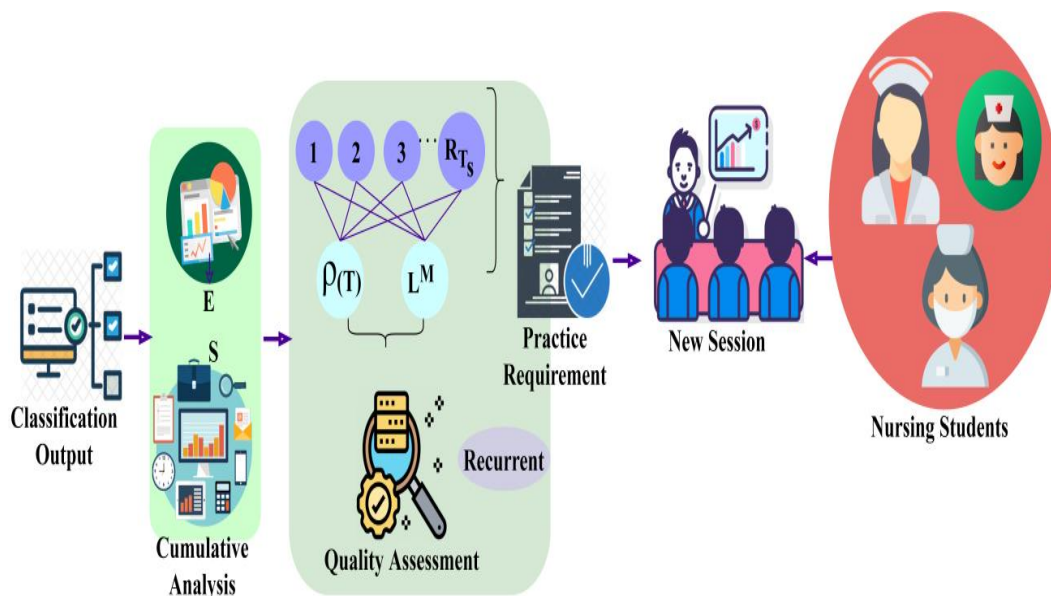 Classification
Output
E
S
Cumulative
Analysis
1 2 3 ... R_{T_s}
ρ(T) L^M
Quality Assessment
Recurrent
Practice
Requirement
New Session
Nursing Students